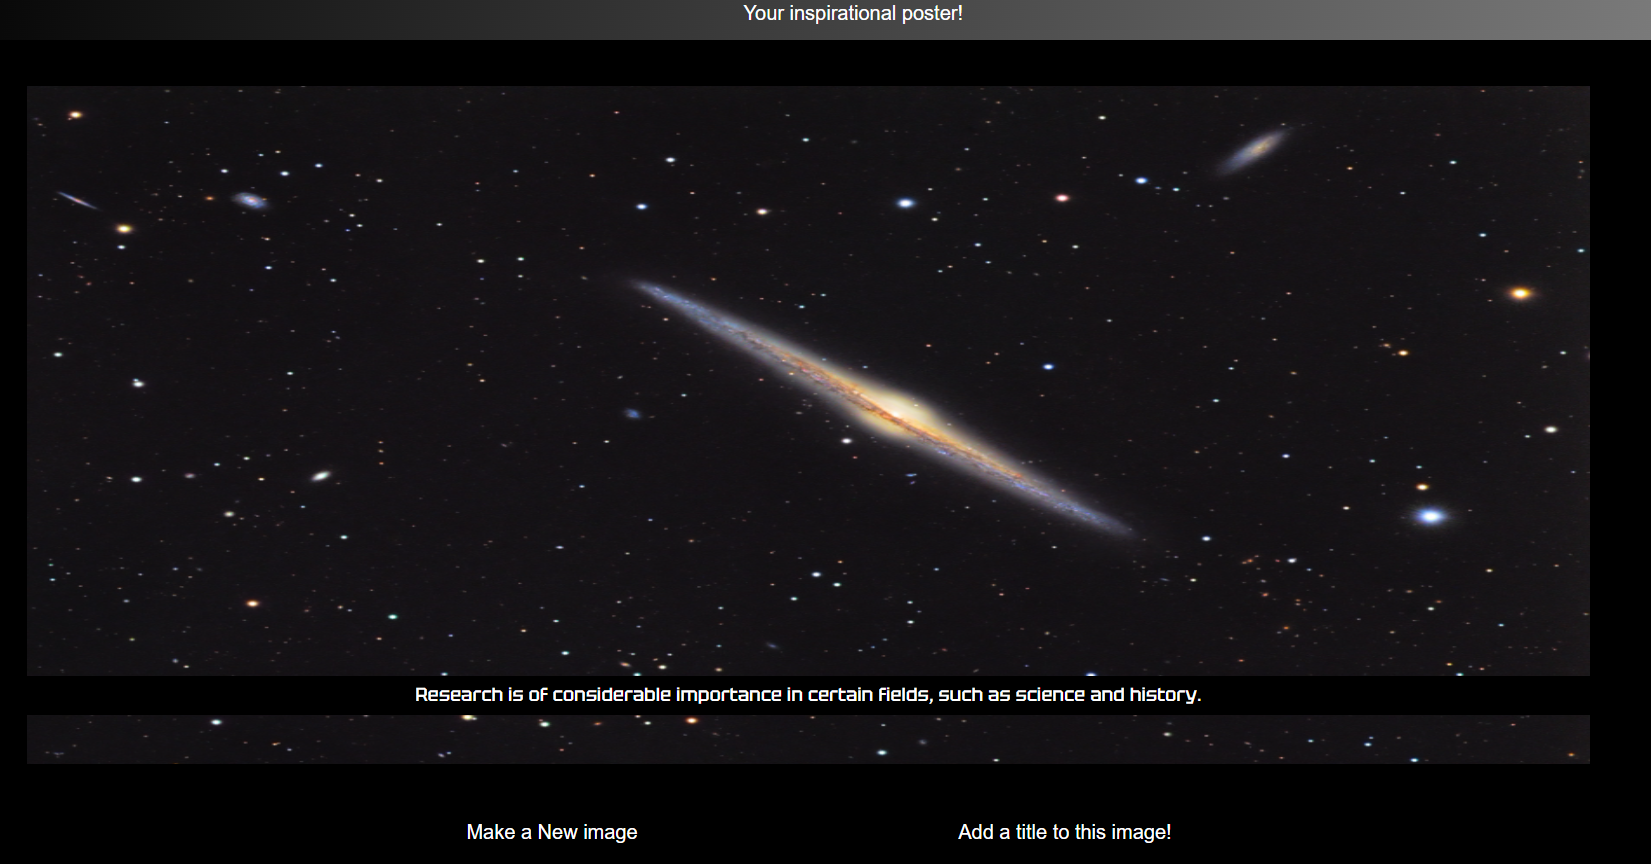 Your inspirational poster!
Research is of considerable importance in certain fields, such as science and history.
Make a New image
Add a title to this image!